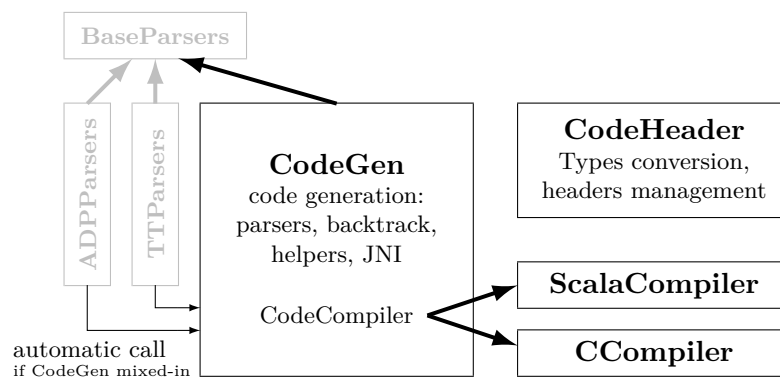 BaseParsers
ADPParsers
TTParsers
CodeGen
code generation:
parsers, backtrack,
helpers, JNI
CodeCompiler
CodeHeader
Types conversion,
headers management
ScalaCompiler
CCompiler
automatic call
if CodeGen mixed-in